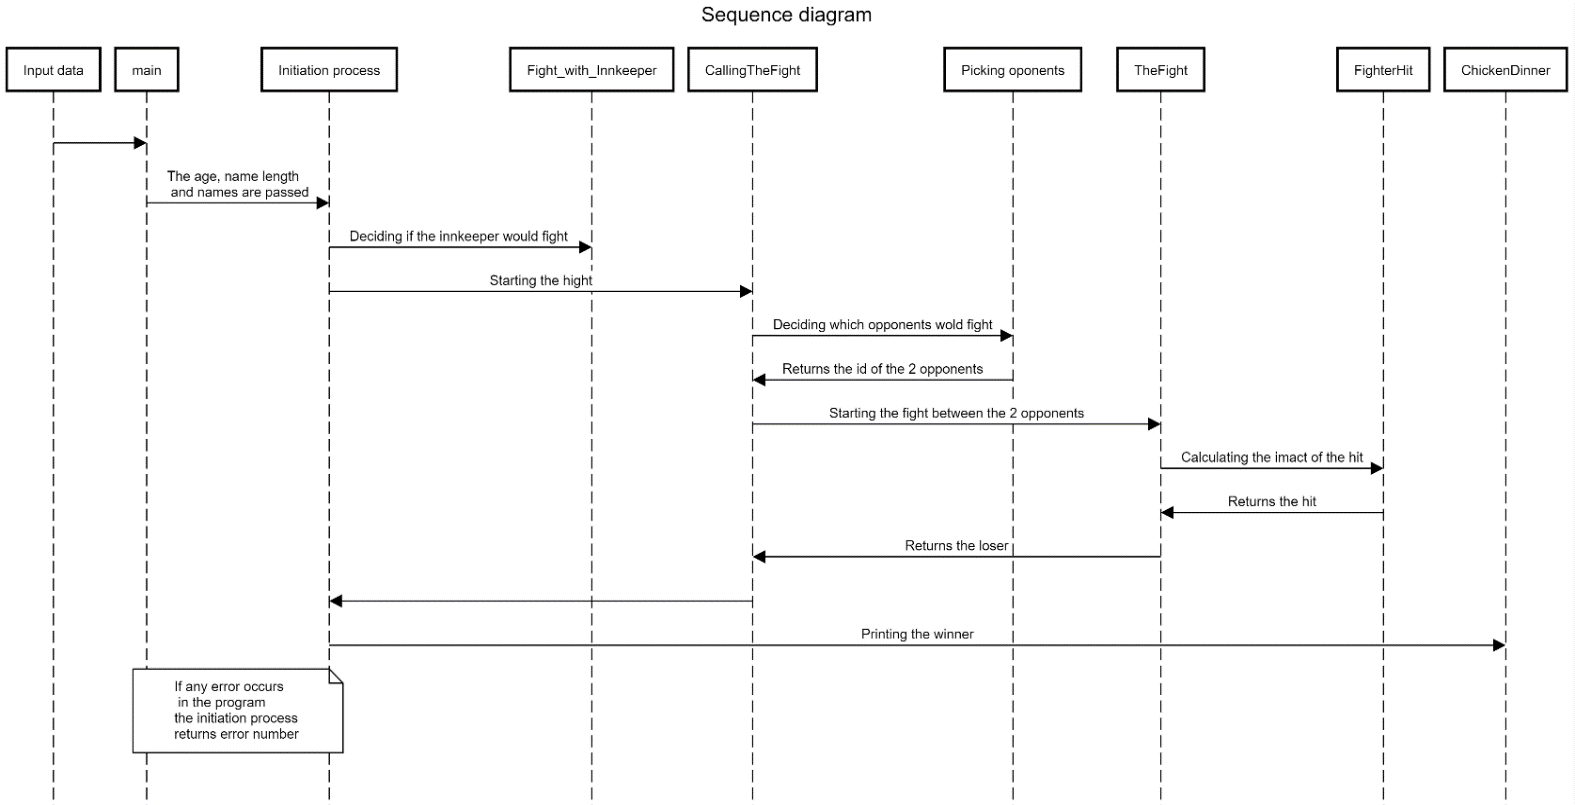 Sequence diagram
Input data
main
Initiation process
Fight_with_Innkeeper
CallingTheFight
Picking oponents
TheFight
FighterHit
ChickenDinner
The age, name length
and names are passed
Deciding if the innkeeper would fight
Starting the hight
Deciding which opponents wold fight
Returns the id of the 2 opponents
Starting the fight between the 2 opponents
Calculating the imact of the hit
Returns the hit
Returns the loser
Printing the winner
If any error occurs
in the program
the initiation process
returns error number